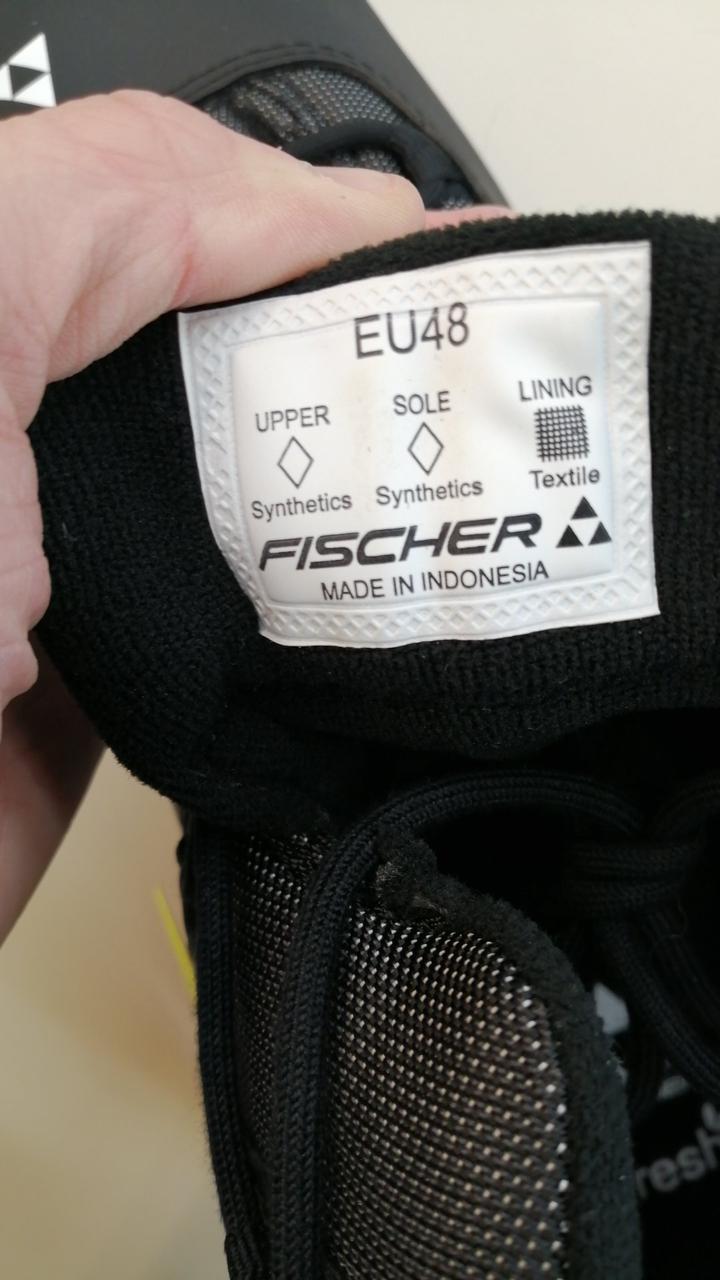 EU48
UPPER SOLE LINING
Synthetics Synthetics Textile
FISCHER
MADE IN INDONESIA